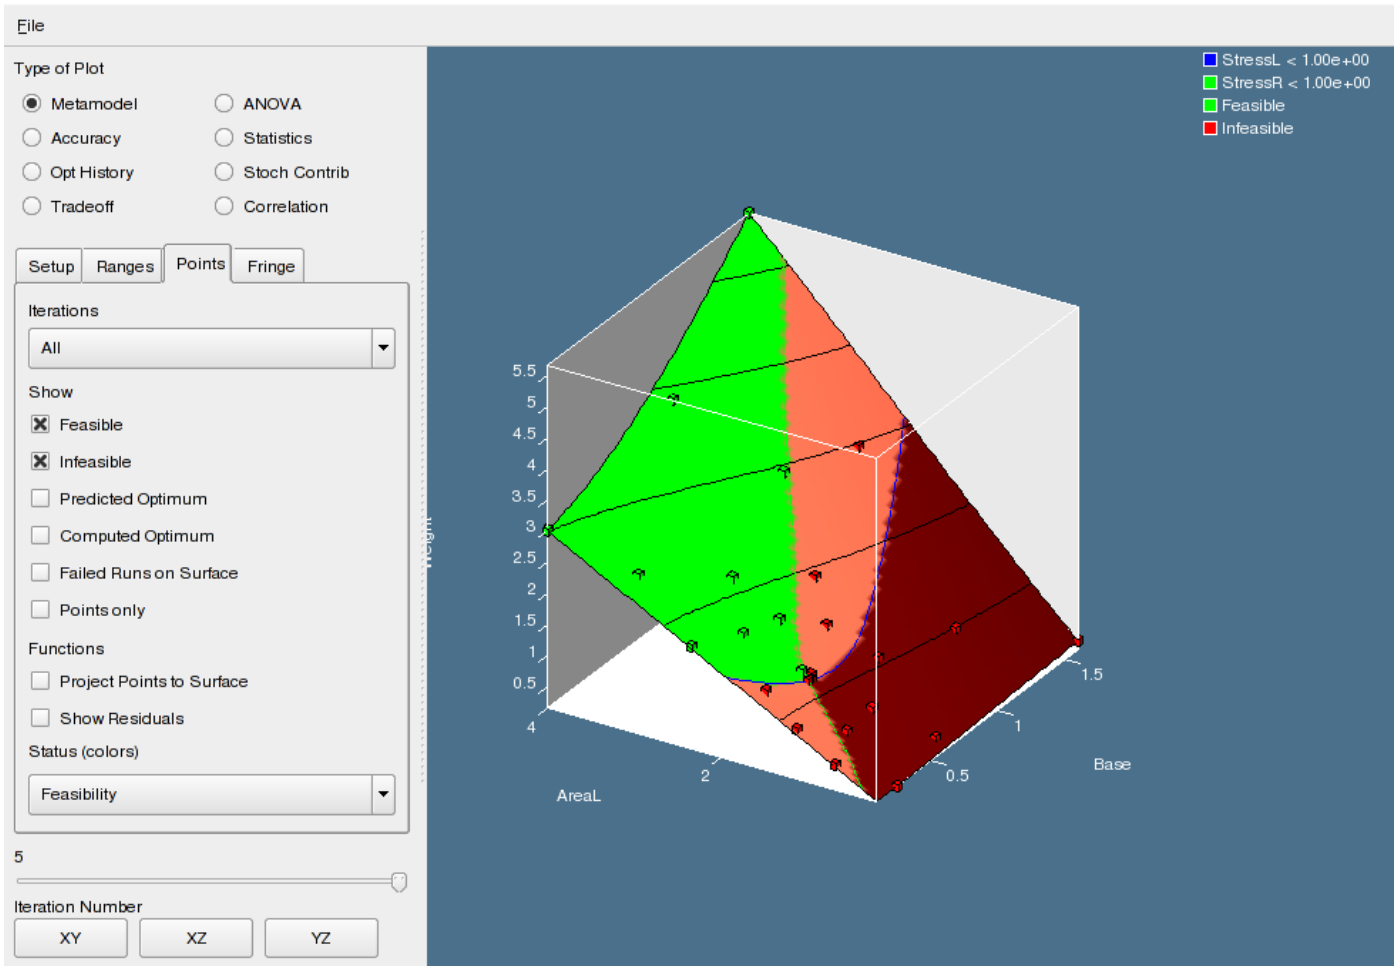 File
Type of Plot
Metamodel
ANOVA
Accuracy
Statistics
Opt History
Stoch Contrib
Tradeoff
Correlation
Setup
Ranges
Points
Fringe
Iterations
All
Show
Feasible
Infeasible
Predicted Optimum
Computed Optimum
Failed Runs on Surface
Points only
Functions
Project Points to Surface
Show Residuals
Status (colors)
Feasibility
5
Iteration Number
XY
XZ
YZ
StressL < 1.00e+00
StressR < 1.00e+00
Feasible
Infeasible
5.5
5
4.5
4
3.5
3
2.5
2
1.5
1
0.5
4
2
AreaL
0.5
1
1.5
Base
Weight